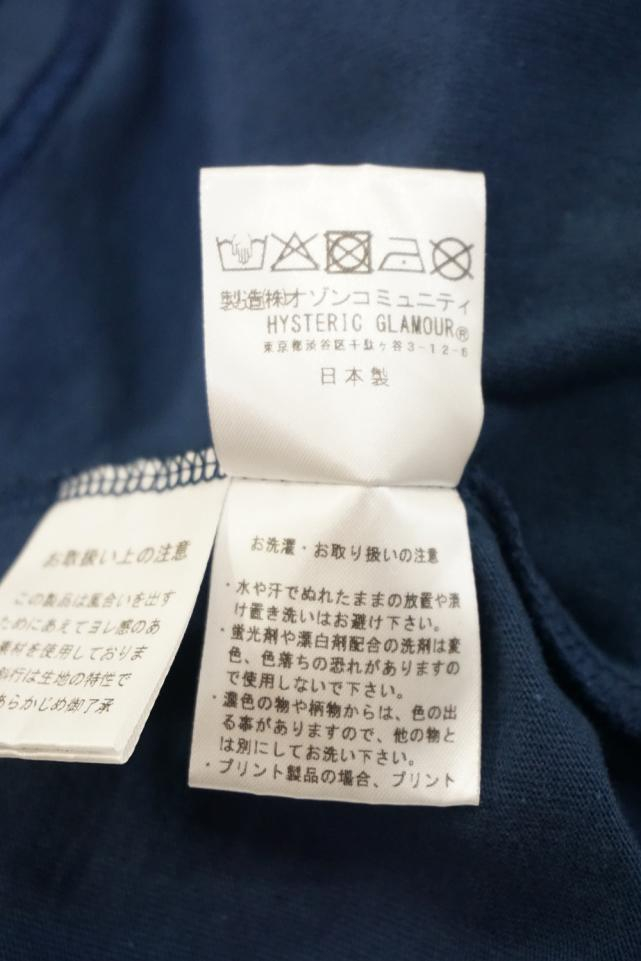 製造(株)オゾンコミュニティ
HYSTERIC GLAMOUR®
東京都渋谷区千駄ヶ谷3-12-6
日本製
お洗濯・お取り扱いの注意
・水や汗でぬれたままの放置や漬
け置き洗いはお避け下さい。
・蛍光剤や漂白剤配合の洗剤は変
色、色落ちの恐れがありますの
で使用しないで下さい。
・濃色の物や柄物からは、色の出
る事がありますので、他の物と
は別にしてお洗い下さい。
・プリント製品の場合、プリント
お取扱い上の注意
この製品は風合いを出す
ためにあえてヨレ感のあ
素材を使用しておりま
斜行は生地の特性で
あらかじめ御了承